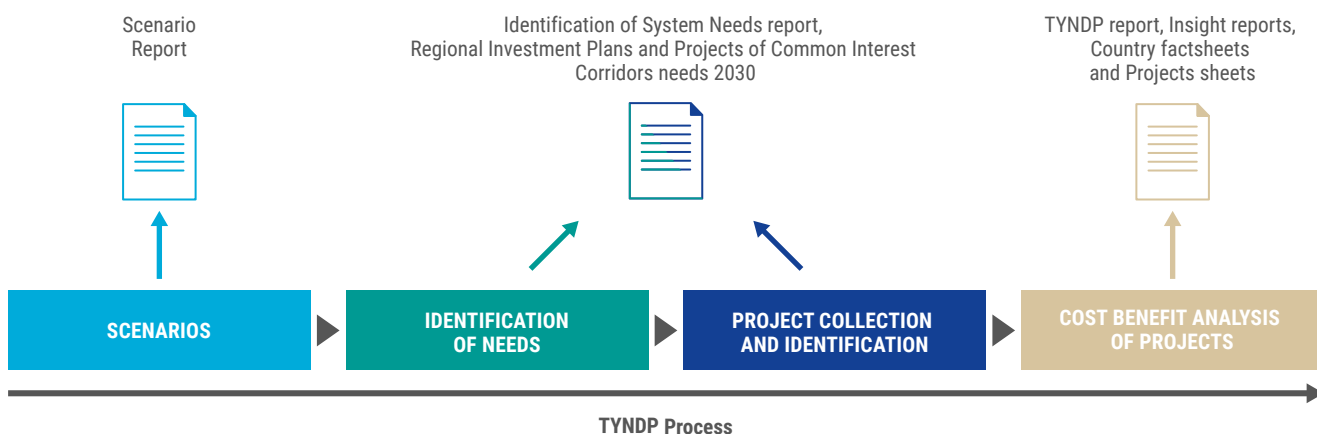 Scenario
Report
Identification of System Needs report,
Regional Investment Plans and Projects of Common Interest
Corridors needs 2030
TYNDP report, Insight reports,
Country factsheets
and Projects sheets
SCENARIOS
IDENTIFICATION
OF NEEDS
PROJECT COLLECTION
AND IDENTIFICATION
COST BENEFIT ANALYSIS
OF PROJECTS
TYNDP Process